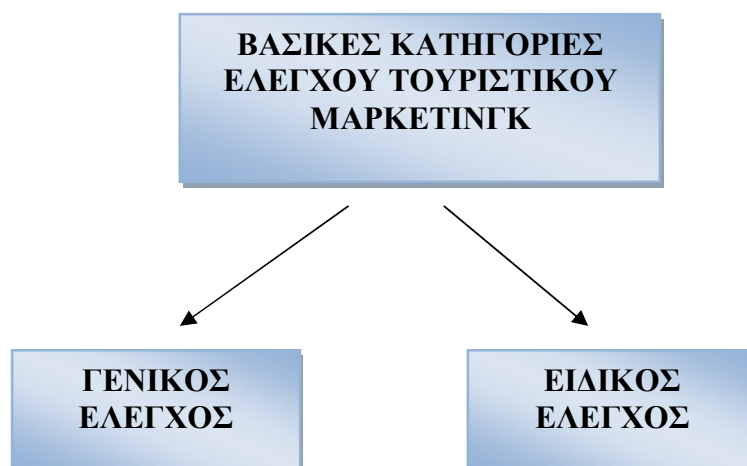 ΒΑΣΙΚΕΣ ΚΑΤΗΓΟΡΙΕΣ
ΕΛΕΓΧΟΥ ΤΟΥΡΙΣΤΙΚΟΥ
ΜΑΡΚΕΤΙΝΓΚ
ΓΕΝΙΚΟΣ
ΕΛΕΓΧΟΣ
ΕΙΔΙΚΟΣ
ΕΛΕΓΧΟΣ